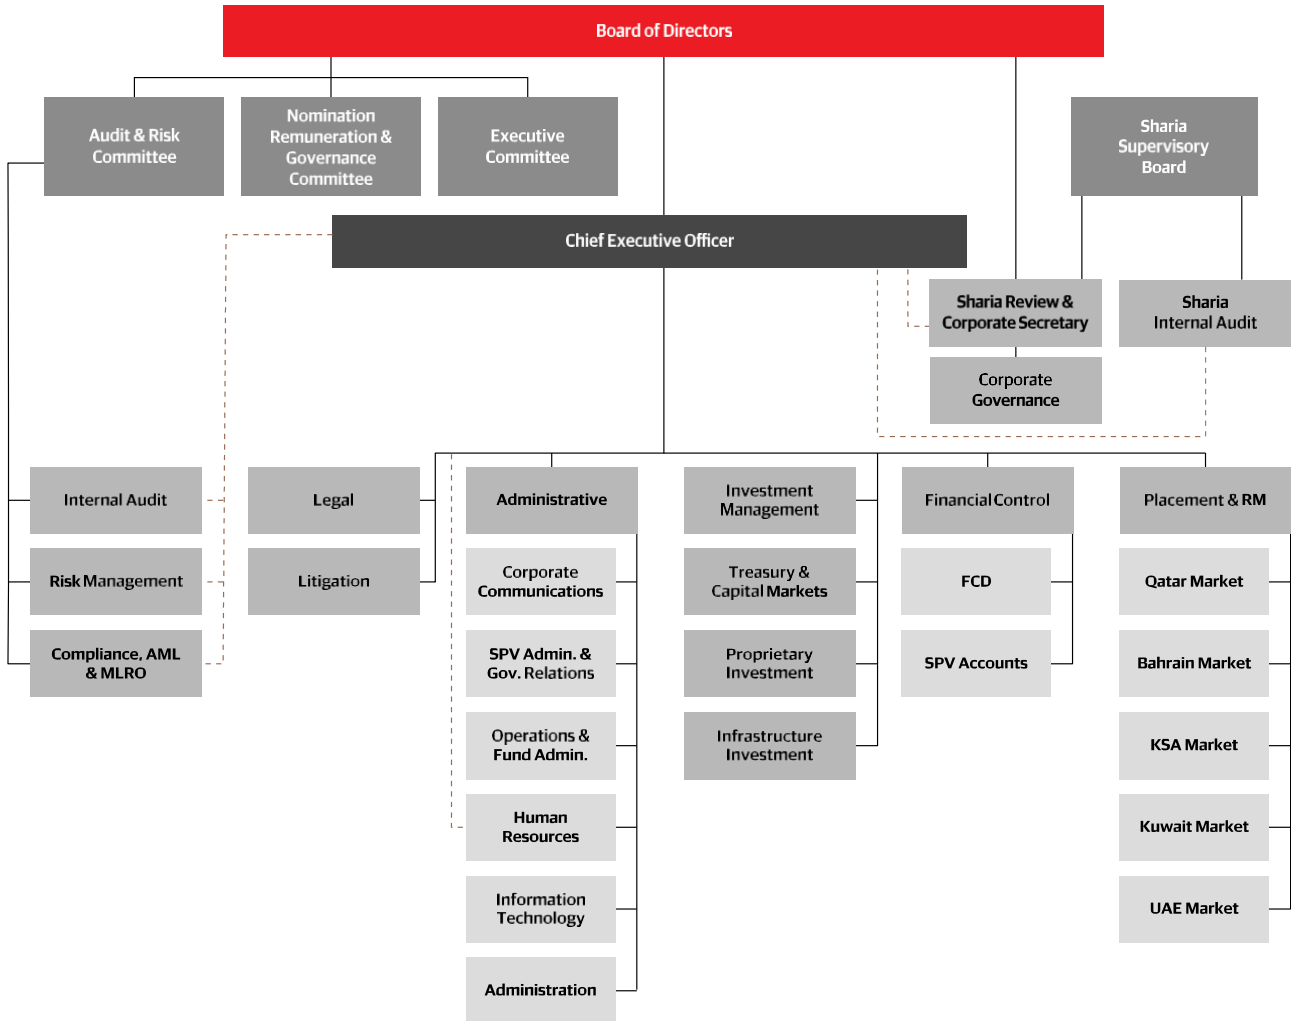 Board of Directors
Audit & Risk
Committee
Nomination
Remuneration &
Governance
Committee
Executive
Committee
Sharia
Supervisory
Board
Chief Executive Officer
Sharia Review &
Corporate Secretary
Sharia
Internal Audit
Corporate
Governance
Internal Audit
Risk Management
Compliance, AML
& MLRO
Legal
Litigation
Administrative
Corporate
Communications
SPV Admin. &
Gov. Relations
Operations &
Fund Admin.
Human
Resources
Information
Technology
Administration
Investment
Management
Treasury &
Capital Markets
Proprietary
Investment
Infrastructure
Investment
Financial Control
FCD
SPV Accounts
Placement & RM
Qatar Market
Bahrain Market
KSA Market
Kuwait Market
UAE Market